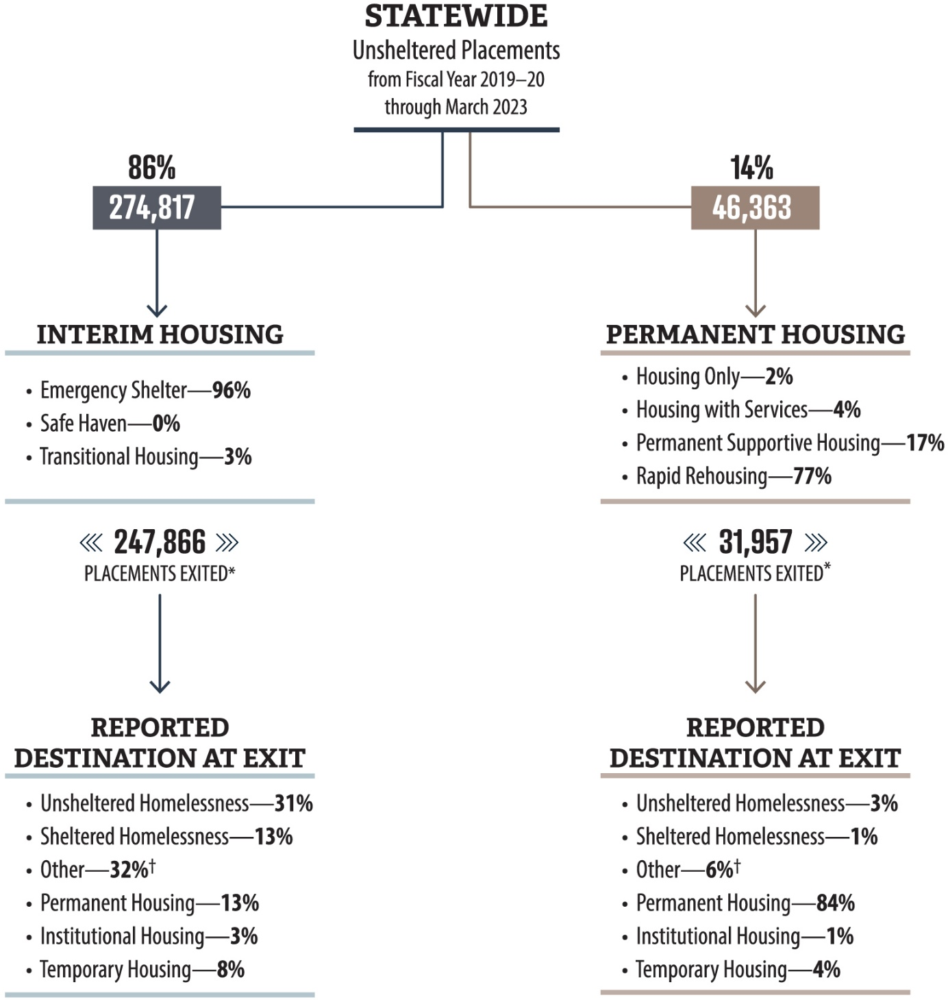 STATEWIDE
Unsheltered Placements
from Fiscal Year 2019–20
through March 2023
86%
274,817
INTERIM HOUSING
• Emergency Shelter—96%
• Safe Haven—0%
• Transitional Housing—3%
247,866
PLACEMENTS EXITED*
REPORTED
DESTINATION AT EXIT
• Unsheltered Homelessness—31%
• Sheltered Homelessness—13%
• Other—32%†
• Permanent Housing—13%
• Institutional Housing—3%
• Temporary Housing—8%
14%
46,363
PERMANENT HOUSING
• Housing Only—2%
• Housing with Services—4%
• Permanent Supportive Housing—17%
• Rapid Rehousing—77%
31,957
PLACEMENTS EXITED*
REPORTED
DESTINATION AT EXIT
• Unsheltered Homelessness—3%
• Sheltered Homelessness—1%
• Other—6%†
• Permanent Housing—84%
• Institutional Housing—1%
• Temporary Housing—4%